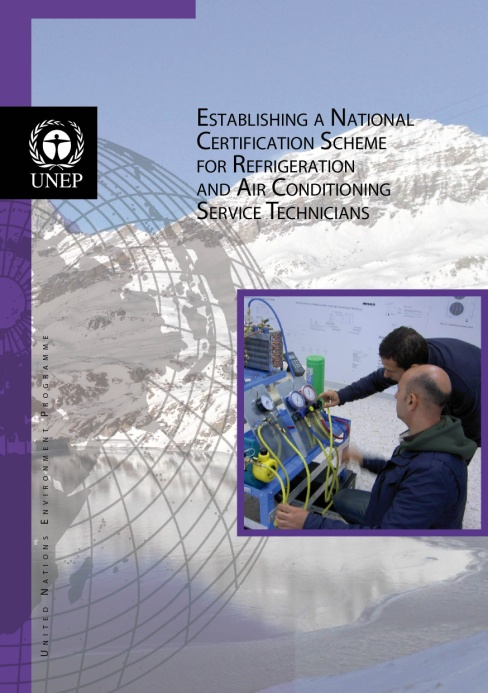 ESTABLISHING A NATIONAL
CERTIFICATION SCHEME
FOR REFRIGERATION
AND AIR CONDITIONING
SERVICE TECHNICIANS
UNEP
UNITED NATIONS ENVIRONMENT PROGRAMME